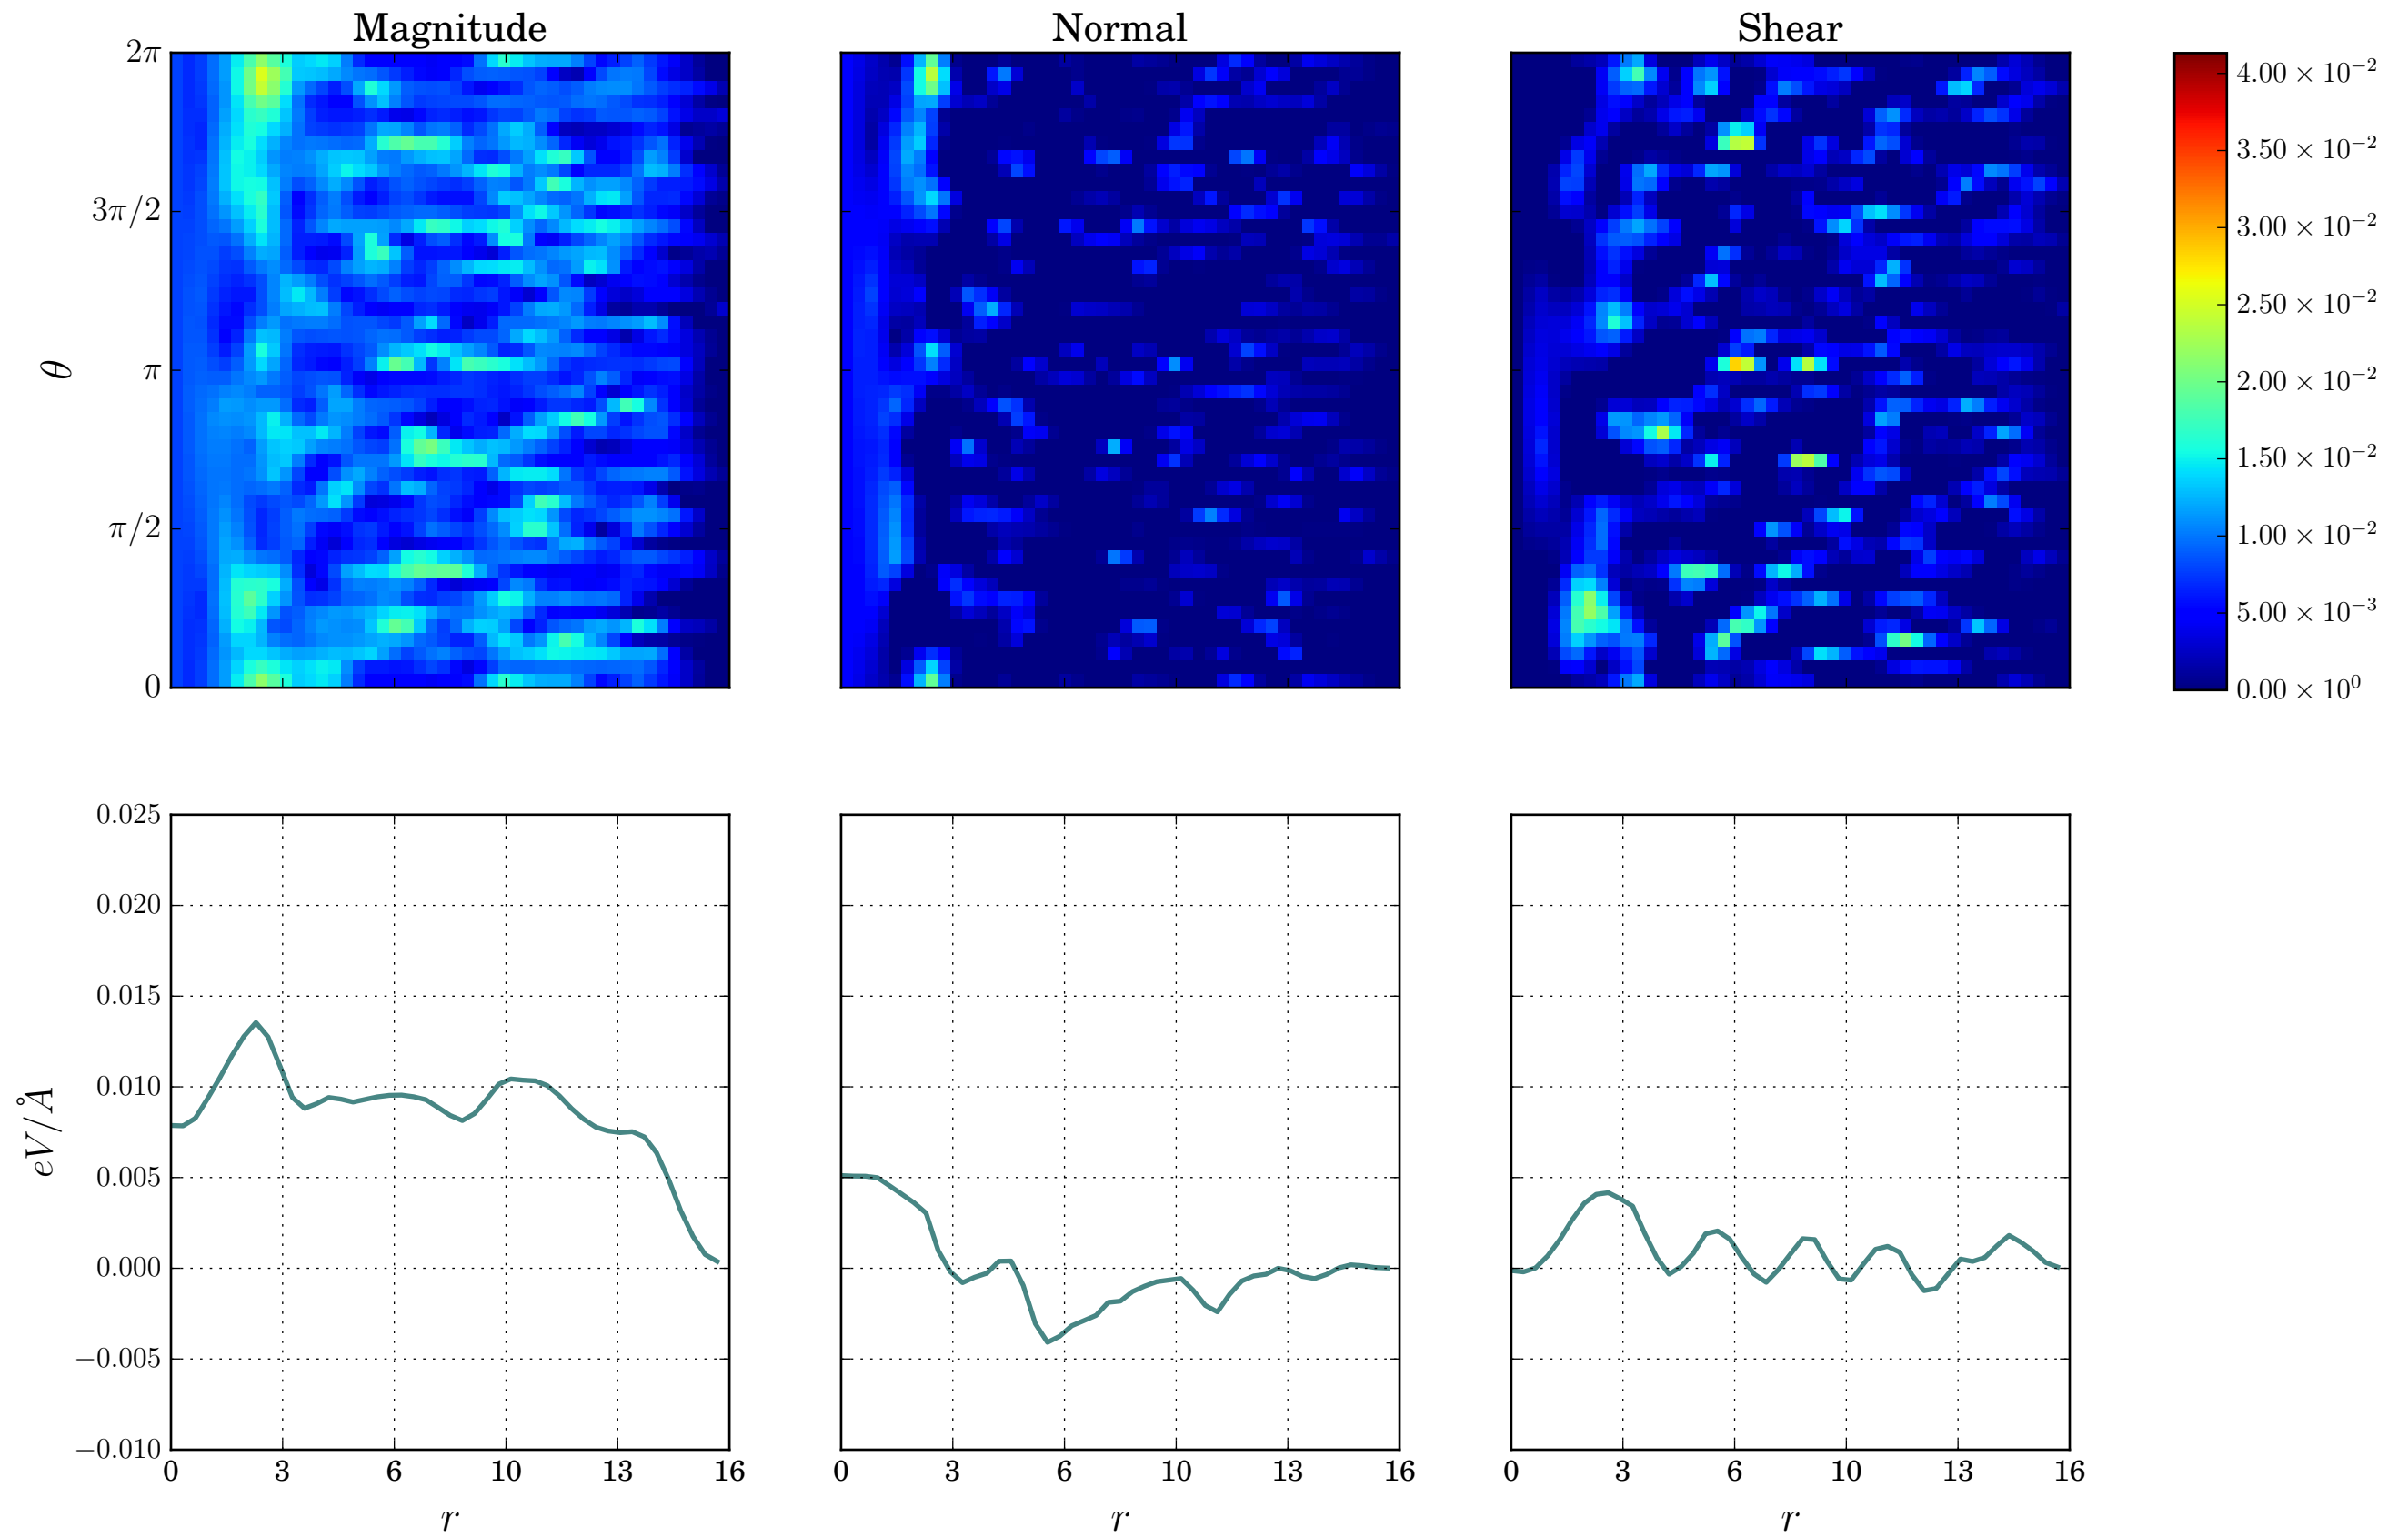 Magnitude Normal Shear
2π
3π/2
π
π/2
0
θ
4.00 × 10⁻²
3.50 × 10⁻²
3.00 × 10⁻²
2.50 × 10⁻²
2.00 × 10⁻²
1.50 × 10⁻²
1.00 × 10⁻²
5.00 × 10⁻³
0.00 × 10⁰
0.025
0.020
0.015
0.010
0.005
0.000
−0.005
−0.010
eV/Å
0 3 6 10 13 16
0 3 6 10 13 16
0 3 6 10 13 16
r r r